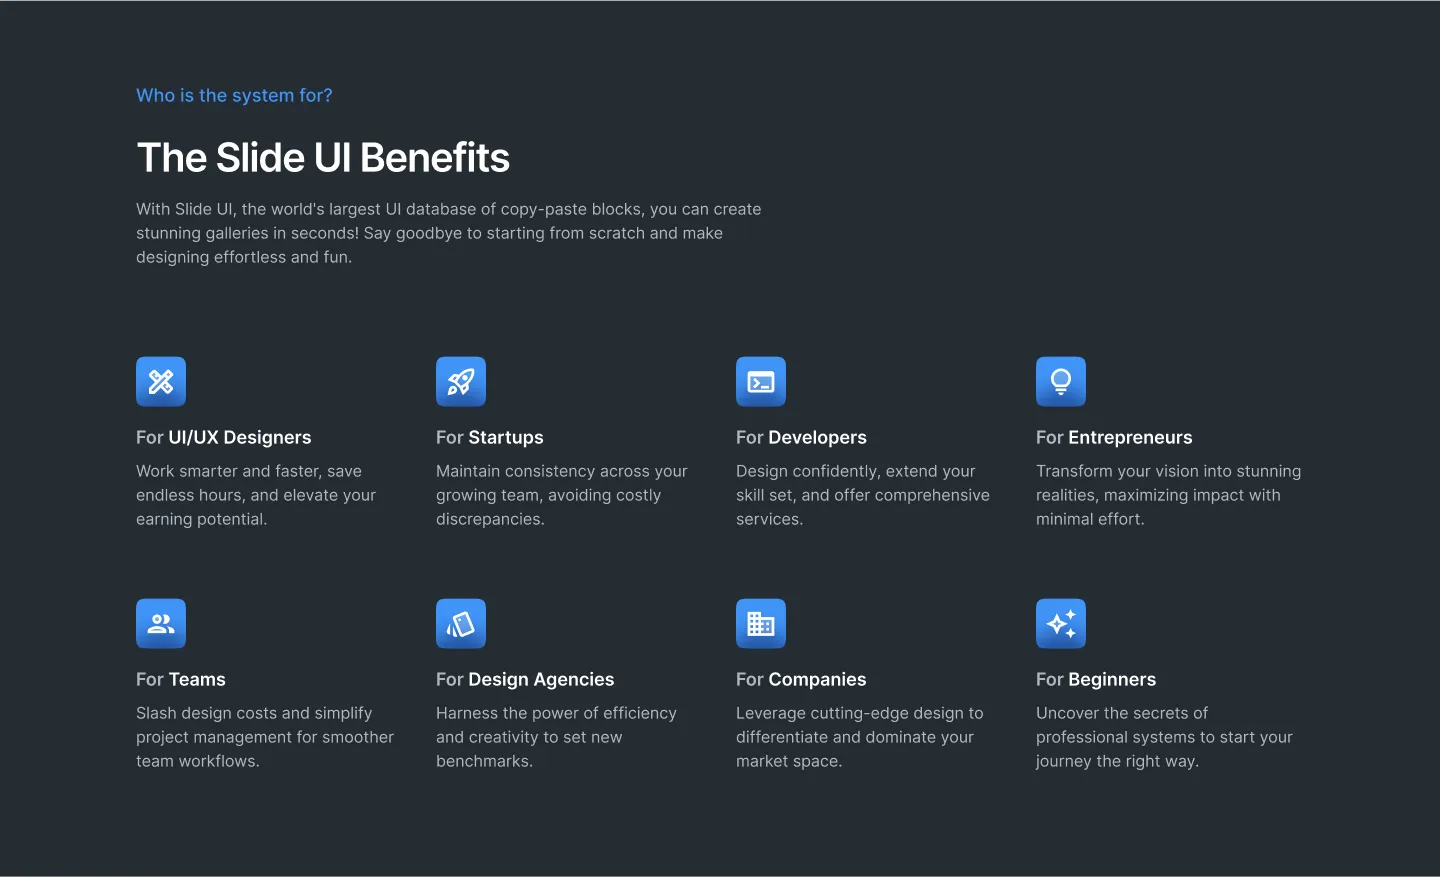 Who is the system for?
The Slide UI Benefits
With Slide UI, the world's largest UI database of copy-paste blocks, you can create
stunning galleries in seconds! Say goodbye to starting from scratch and make
designing effortless and fun.
For UI/UX Designers
Work smarter and faster, save
endless hours, and elevate your
earning potential.
For Startups
Maintain consistency across your
growing team, avoiding costly
discrepancies.
For Developers
Design confidently, extend your
skill set, and offer comprehensive
services.
For Entrepreneurs
Transform your vision into stunning
realities, maximizing impact with
minimal effort.
For Teams
Slash design costs and simplify
project management for smoother
team workflows.
For Design Agencies
Harness the power of efficiency
and creativity to set new
benchmarks.
For Companies
Leverage cutting-edge design to
differentiate and dominate your
market space.
For Beginners
Uncover the secrets of
professional systems to start your
journey the right way.